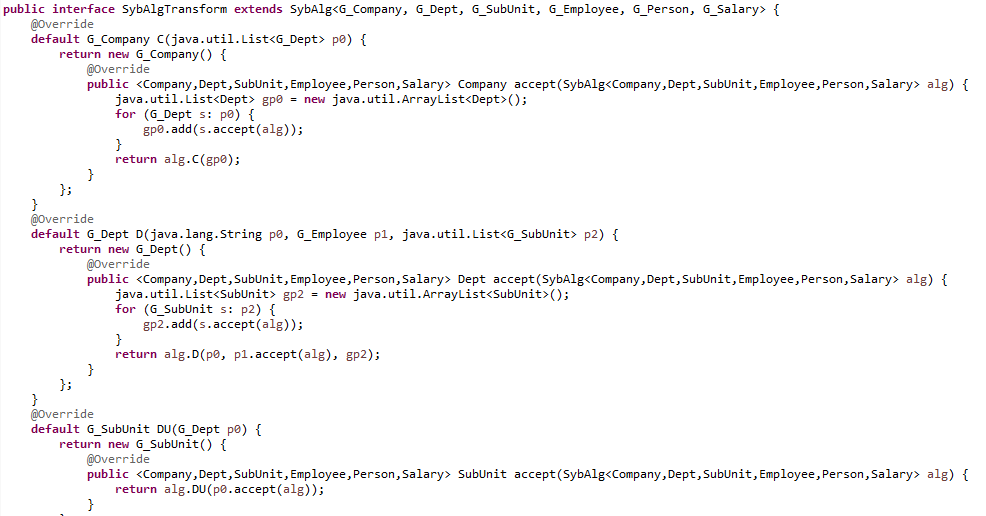 public interface SybAlgTransform extends SybAlg<G_Company, G_Dept, G_SubUnit, G_Employee, G_Person, G_Salary> {
    @Override
    default G_Company C(java.util.List<G_Dept> p0) {
        return new G_Company() {
            @Override
            public <Company,Dept,SubUnit,Employee,Person,Salary> Company accept(SybAlg<Company,Dept,SubUnit,Employee,Person,Salary> alg) {
                java.util.List<Dept> gp0 = new java.util.ArrayList<Dept>();
                for (G_Dept s: p0) {
                    gp0.add(s.accept(alg));
                }
                return alg.C(gp0);
            }
        };
    }
    @Override
    default G_Dept D(java.lang.String p0, G_Employee p1, java.util.List<G_SubUnit> p2) {
        return new G_Dept() {
            @Override
            public <Company,Dept,SubUnit,Employee,Person,Salary> Dept accept(SybAlg<Company,Dept,SubUnit,Employee,Person,Salary> alg) {
                java.util.List<SubUnit> gp2 = new java.util.ArrayList<SubUnit>();
                for (G_SubUnit s: p2) {
                    gp2.add(s.accept(alg));
                }
                return alg.D(p0, p1.accept(alg), gp2);
            }
        };
    }
    @Override
    default G_SubUnit DU(G_Dept p0) {
        return new G_SubUnit() {
            @Override
            public <Company,Dept,SubUnit,Employee,Person,Salary> SubUnit accept(SybAlg<Company,Dept,SubUnit,Employee,Person,Salary> alg) {
                return alg.DU(p0.accept(alg));
            }